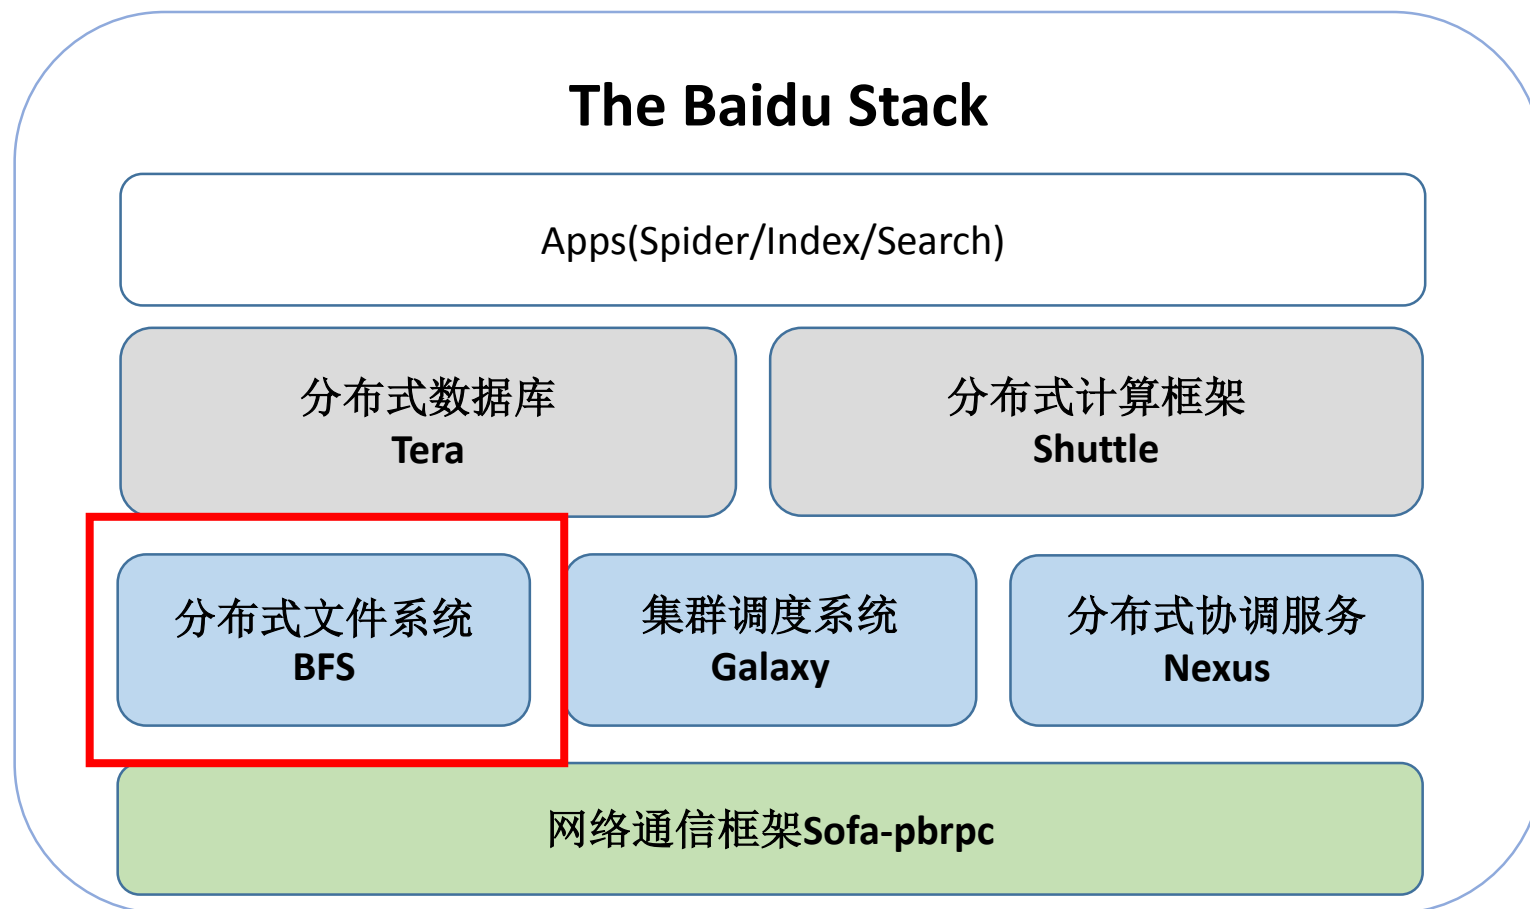 The Baidu Stack
Apps(Spider/Index/Search)
分布式数据库
Tera
分布式计算框架
Shuttle
分布式文件系统
BFS
集群调度系统
Galaxy
分布式协调服务
Nexus
网络通信框架Sofa-pbrpc